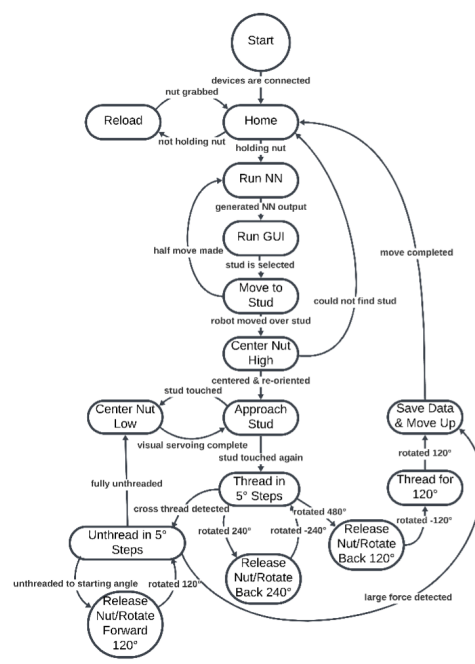 Start
devices are connected
nut grabbed
Reload
Home
not holding nut
holding nut
Run NN
generated NN output
Run GUI
half move made
stud is selected
move completed
Move to
Stud
could not find stud
robot moved over stud
Center Nut
High
centered & re-oriented
stud touched
Center Nut
Low
Approach
Stud
Save Data
& Move Up
visual servoing complete
stud touched again
rotated 120°
fully unthreaded
Thread in
5° Steps
Thread for
120°
cross thread detected
rotated 480°
rotated -120°
Unthread in 5°
Steps
rotated 240°
rotated -240°
Release
Nut/Rotate
Back 120°
Release
Nut/Rotate
Back 240°
unthreaded to starting angle
rotated 120°
large force detected
Release
Nut/Rotate
Forward
120°